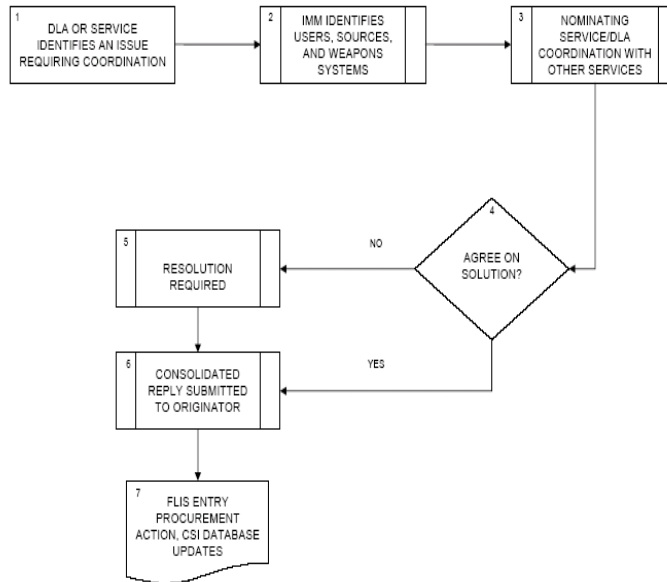 1
DLA OR SERVICE
IDENTIFIES AN ISSUE
REQUIRING COORDINATION
2
IMM IDENTIFIES
USERS, SOURCES,
AND WEAPONS
SYSTEMS
3
NOMINATING
SERVICE/DLA
COORDINATION WITH
OTHER SERVICES
4
AGREE ON
SOLUTION?
NO
5
RESOLUTION
REQUIRED
YES
6
CONSOLIDATED
REPLY SUBMITTED
TO ORIGINATOR
7
FLIS ENTRY
PROCUREMENT
ACTION, CSI DATABASE
UPDATES